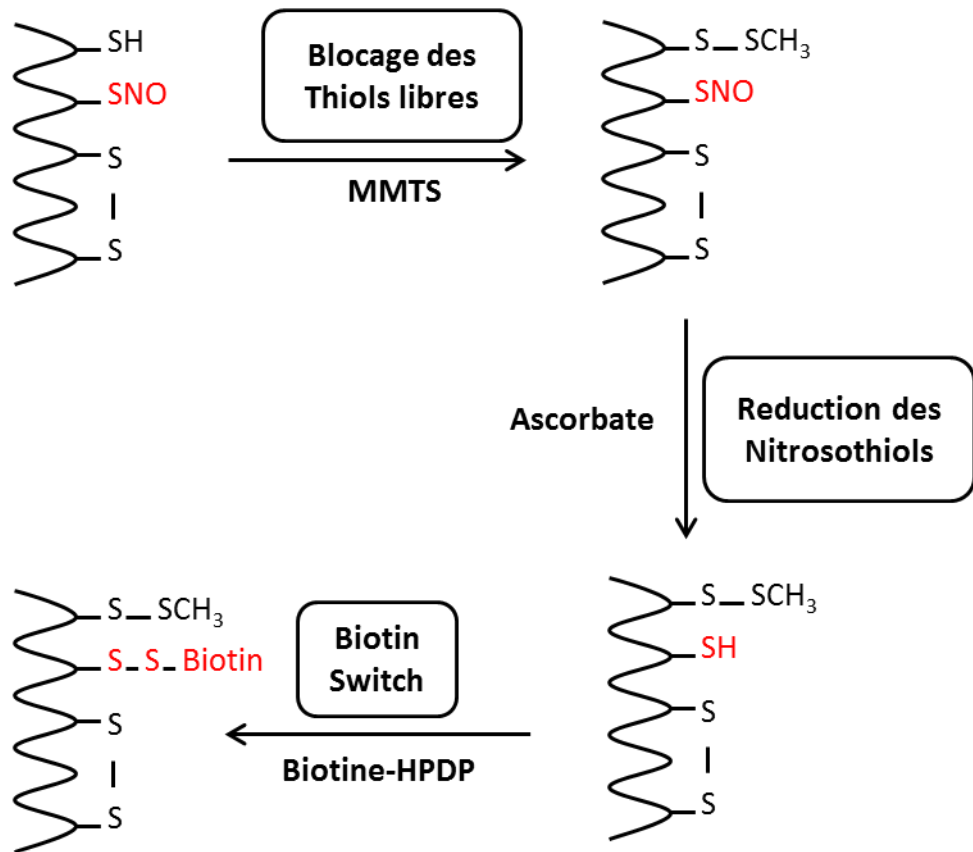 SH
SNO
S
S
Blocage des
Thiols libres
MMTS
S SCH₃
SNO
S
S
Ascorbate
Reduction des
Nitrosothiols
S SCH₃
SH
S
S
Biotin
Switch
Biotine-HPDP
S SCH₃
S S Biotin
S
S